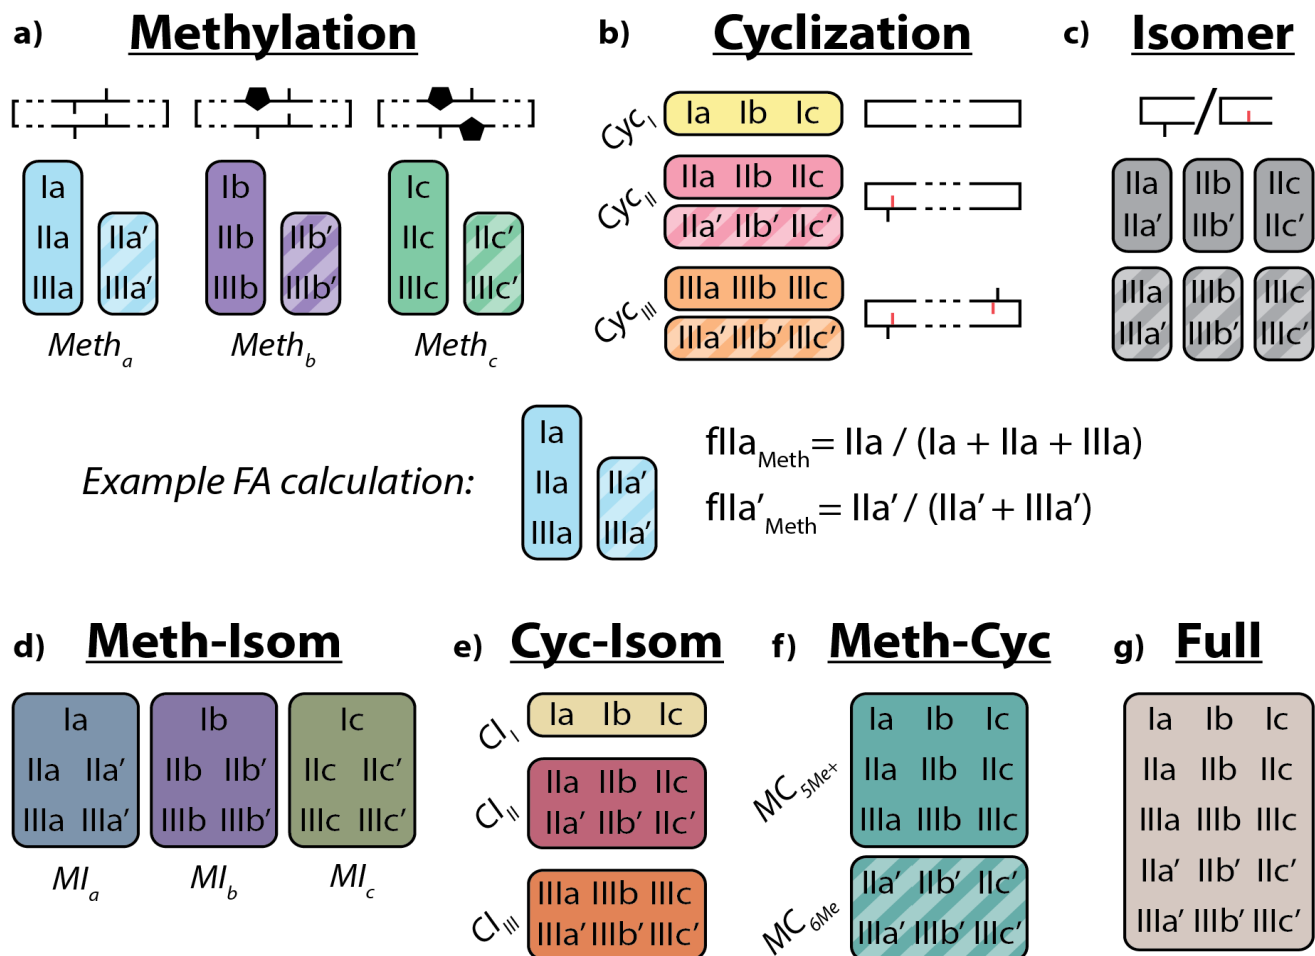 a) Methylation
b) Cyclization
c) Isomer
Ia
IIa
IIIa
IIa′
IIIa′
Meth_a
Ib
IIb
IIIb
IIb′
IIIb′
Meth_b
Ic
IIc
IIIc
IIc′
IIIc′
Meth_c
Cyc_I
Ia Ib Ic
Cyc_II
IIa IIb IIc
IIa′ IIb′ IIc′
Cyc_III
IIIa IIIb IIIc
IIIa′ IIIb′ IIIc′
/
IIa IIb IIc
IIa′ IIb′ IIc′
IIIa IIIb IIIc
IIIa′ IIIb′ IIIc′
Example FA calculation:
Ia
IIa
IIIa
IIa′
IIIa′
fIIa_Meth = IIa / (Ia + IIa + IIIa)
fIIa′_Meth = IIa′ / (IIa′ + IIIa′)
d) Meth-Isom
Ia
IIa IIa′
IIIa IIIa′
MI_a
Ib
IIb IIb′
IIIb IIIb′
MI_b
Ic
IIc IIc′
IIIc IIIc′
MI_c
e) Cyc-Isom
CI_I
Ia Ib Ic
CI_II
IIa IIb IIc
IIa′ IIb′ IIc′
CI_III
IIIa IIIb IIIc
IIIa′ IIIb′ IIIc′
f) Meth-Cyc
MC_5Me+
Ia Ib Ic
IIa IIb IIc
IIIa IIIb IIIc
MC_6Me
IIa′ IIb′ IIc′
IIIa′ IIIb′ IIIc′
g) Full
Ia Ib Ic
IIa IIb IIc
IIIa IIIb IIIc
IIa′ IIb′ IIc′
IIIa′ IIIb′ IIIc′